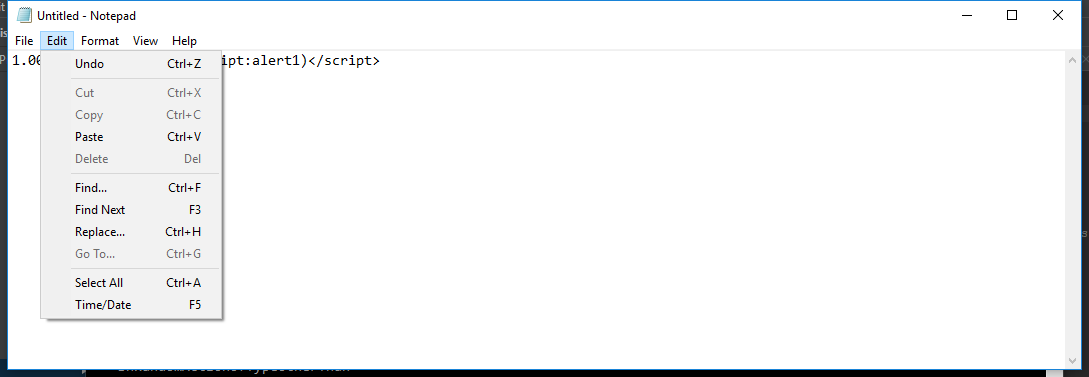 Untitled - Notepad
File Edit Format View Help
1.00 ipt:alert1)</script>
Undo Ctrl+Z
Cut Ctrl+X
Copy Ctrl+C
Paste Ctrl+V
Delete Del
Find... Ctrl+F
Find Next F3
Replace... Ctrl+H
Go To... Ctrl+G
Select All Ctrl+A
Time/Date F5